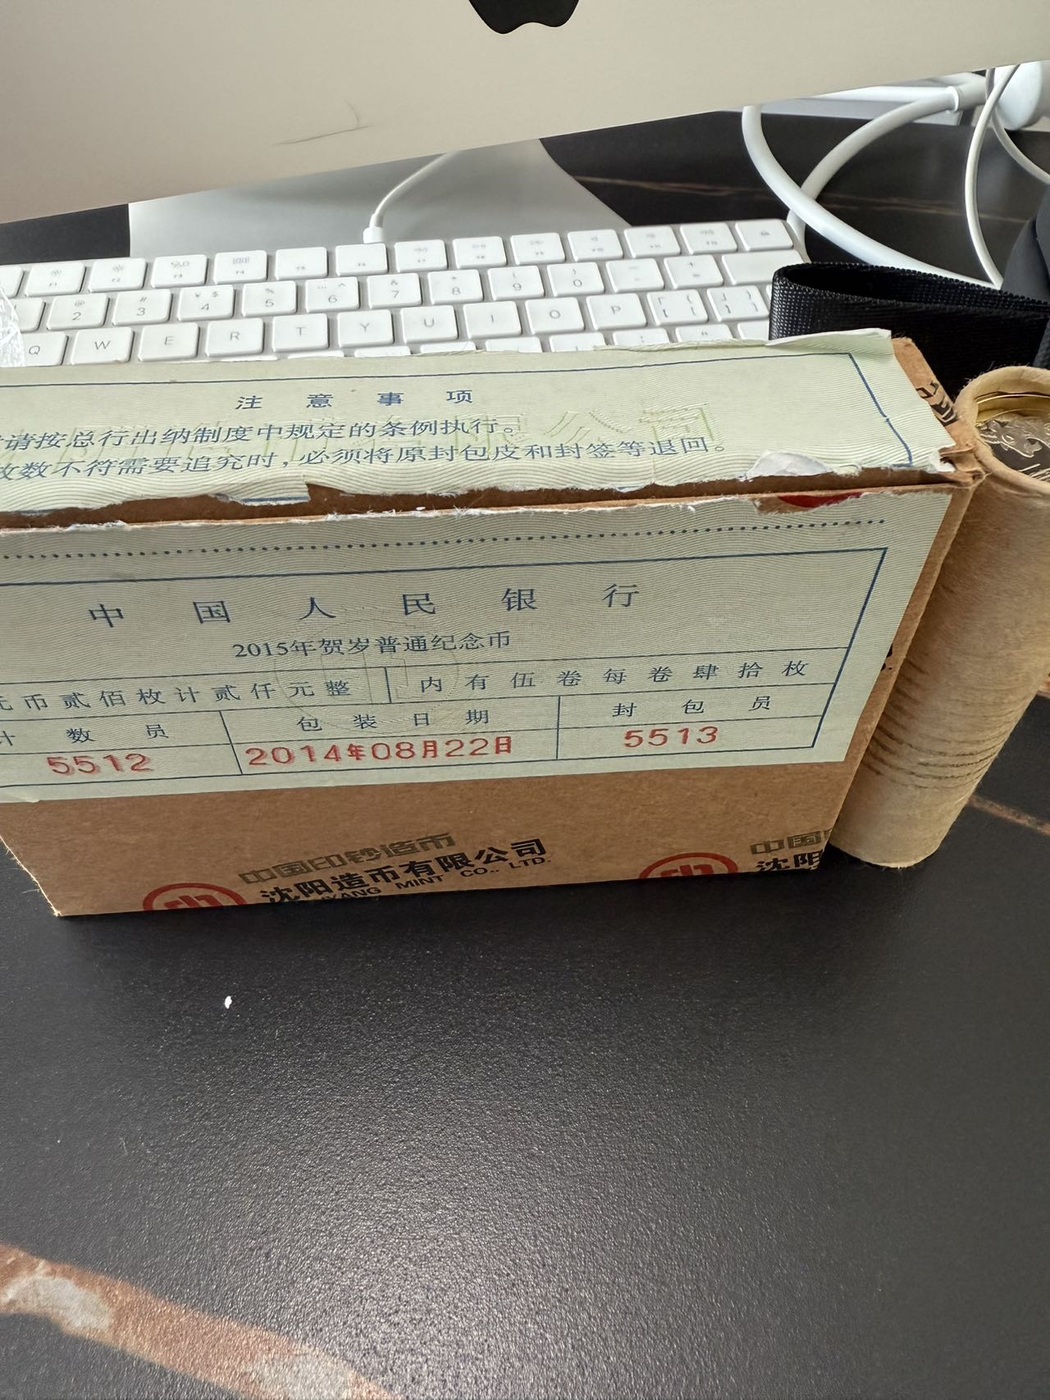 Q W E R T Y U I O P
注意事项
请按总行出纳制度中规定的条例执行。
数不符需要追究时，必须将原封包皮和封签等退回。
中国人民银行
2015年贺岁普通纪念币
元币贰佰枚计贰仟元整 内有伍卷每卷肆拾枚
计数员 包装日期 封包员
5512 2014年08月22日 5513
中国印钞造币 中国
沈阳造币有限公司 沈阳
YANG MINT CO., LTD.